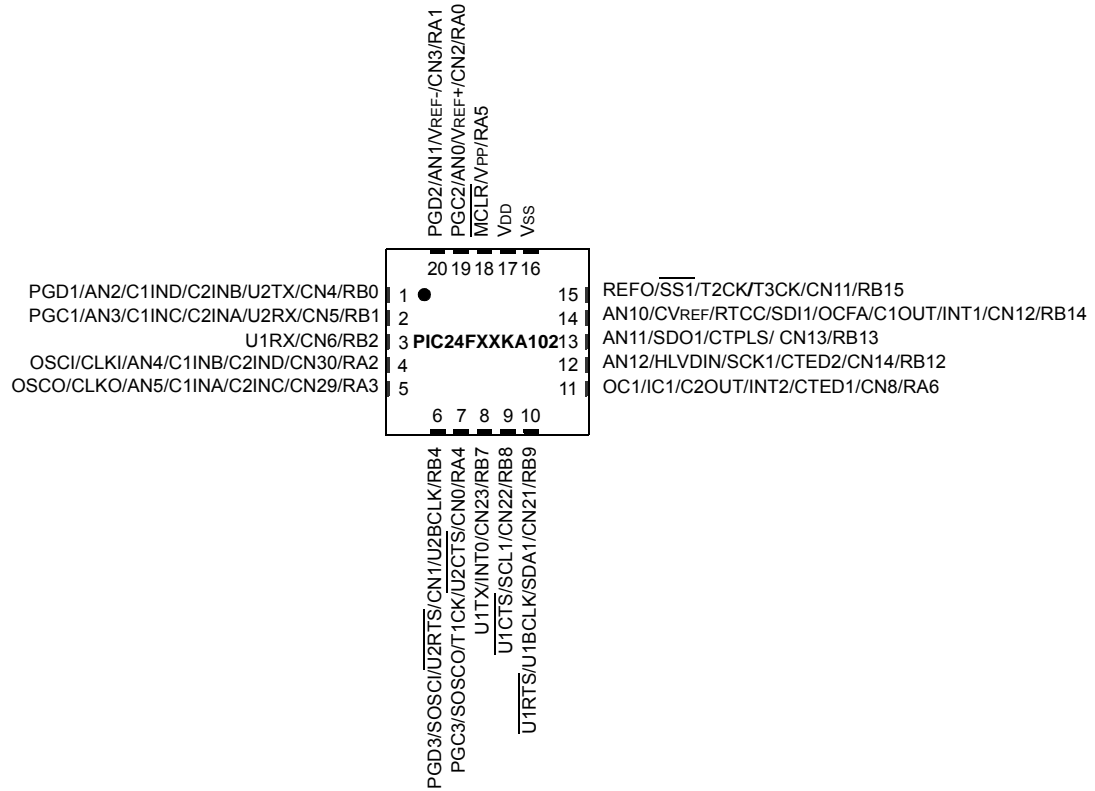 PGD2/AN1/VREF-/CN3/RA1
PGC2/AN0/VREF+/CN2/RA0
MCLR/VPP/RA5
VDD
VSS
20 19 18 17 16
PGD1/AN2/C1IND/C2INB/U2TX/CN4/RB0
PGC1/AN3/C1INC/C2INA/U2RX/CN5/RB1
U1RX/CN6/RB2
OSCI/CLKI/AN4/C1INB/C2IND/CN30/RA2
OSCO/CLKO/AN5/C1INA/C2INC/CN29/RA3
1
2
3
4
5
PIC24FXXKA102
15
14
13
12
11
REFO/SS1/T2CK/T3CK/CN11/RB15
AN10/CVREF/RTCC/SDI1/OCFA/C1OUT/INT1/CN12/RB14
AN11/SDO1/CTPLS/ CN13/RB13
AN12/HLVDIN/SCK1/CTED2/CN14/RB12
OC1/IC1/C2OUT/INT2/CTED1/CN8/RA6
6 7 8 9 10
PGD3/SOSCI/U2RTS/CN1/U2BCLK/RB4
PGC3/SOSCO/T1CK/U2CTS/CN0/RA4
U1TX/INT0/CN23/RB7
U1CTS/SCL1/CN22/RB8
U1RTS/U1BCLK/SDA1/CN21/RB9